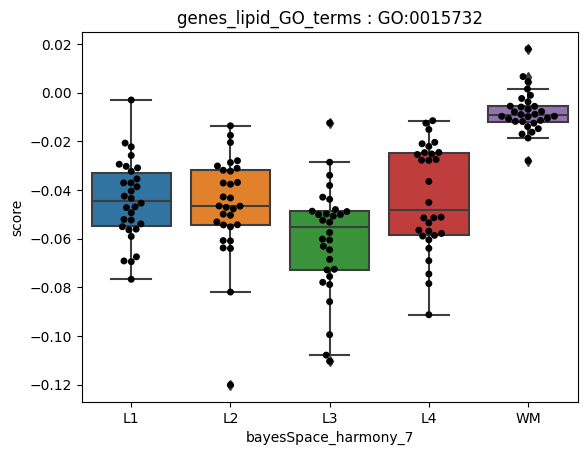 genes_lipid_GO_terms : GO:0015732
0.02
0.00
−0.02
−0.04
−0.06
−0.08
−0.10
−0.12
score
L1 L2 L3 L4 WM
bayesSpace_harmony_7